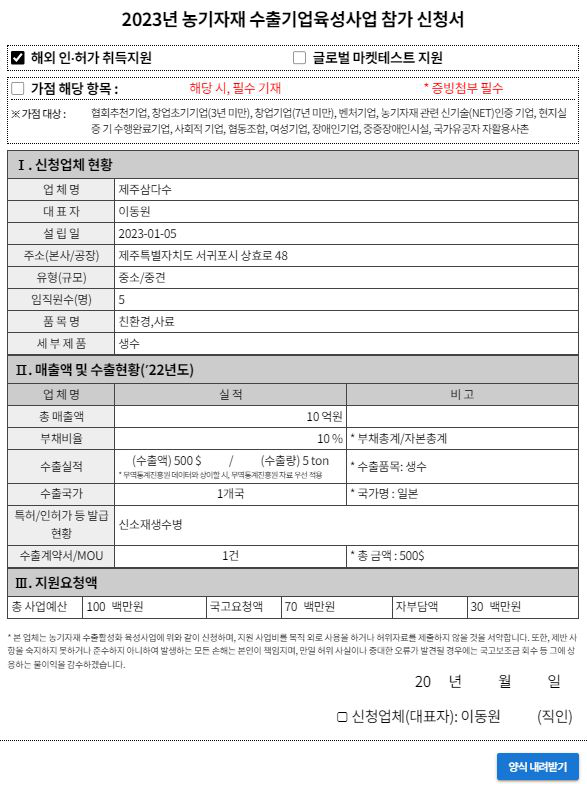 2023년 농기자재 수출기업육성사업 참가 신청서
해외 인·허가 취득지원 글로벌 마켓테스트 지원
가점 해당 항목 : 해당 시, 필수 기재 * 증빙첨부 필수
※ 가점 대상 : 협회추천기업, 창업초기기업(3년 미만), 창업기업(7년 미만), 벤처기업, 농기자재 관련 신기술(NET)인증 기업, 현지실
증 기 수행완료기업, 사회적 기업, 협동조합, 여성기업, 장애인기업, 중증장애인시설, 국가유공자 자활용사촌
Ⅰ. 신청업체 현황
업 체 명 제주삼다수
대 표 자 이동원
설 립 일 2023-01-05
주소(본사/공장) 제주특별자치도 서귀포시 상효로 48
유형(규모) 중소/중견
임직원수(명) 5
품 목 명 친환경,사료
세 부 제 품 생수
Ⅱ. 매출액 및 수출현황(′22년도)
업 체 명 실 적 비 고
총 매출액 10 억원
부채비율 10 % * 부채총계/자본총계
수출실적 (수출액) 500 $ / (수출량) 5 ton * 수출품목: 생수
* 무역통계진흥원 데이터와 상이할 시, 무역통계진흥원 자료 우선 적용
수출국가 1개국 * 국가명 : 일본
특허/인허가 등 발급
현황 신소재생수병
수출계약서/MOU 1건 * 총 금액 : 500$
Ⅲ. 지원요청액
총 사업예산 100 백만원 국고요청액 70 백만원 자부담액 30 백만원
* 본 업체는 농기자재 수출활성화 육성사업에 위와 같이 신청하며, 지원 사업비를 목적 외로 사용을 하거나 허위자료를 제출하지 않을 것을 서약합니다. 또한, 제반 사
항을 숙지하지 못하거나 준수하지 아니하여 발생하는 모든 손해는 본인이 책임지며, 만일 허위 사실이나 중대한 오류가 발견될 경우에는 국고보조금 회수 등 그에 상
응하는 불이익을 감수하겠습니다.
20 년 월 일
신청업체(대표자): 이동원 (직인)
양식 내려받기